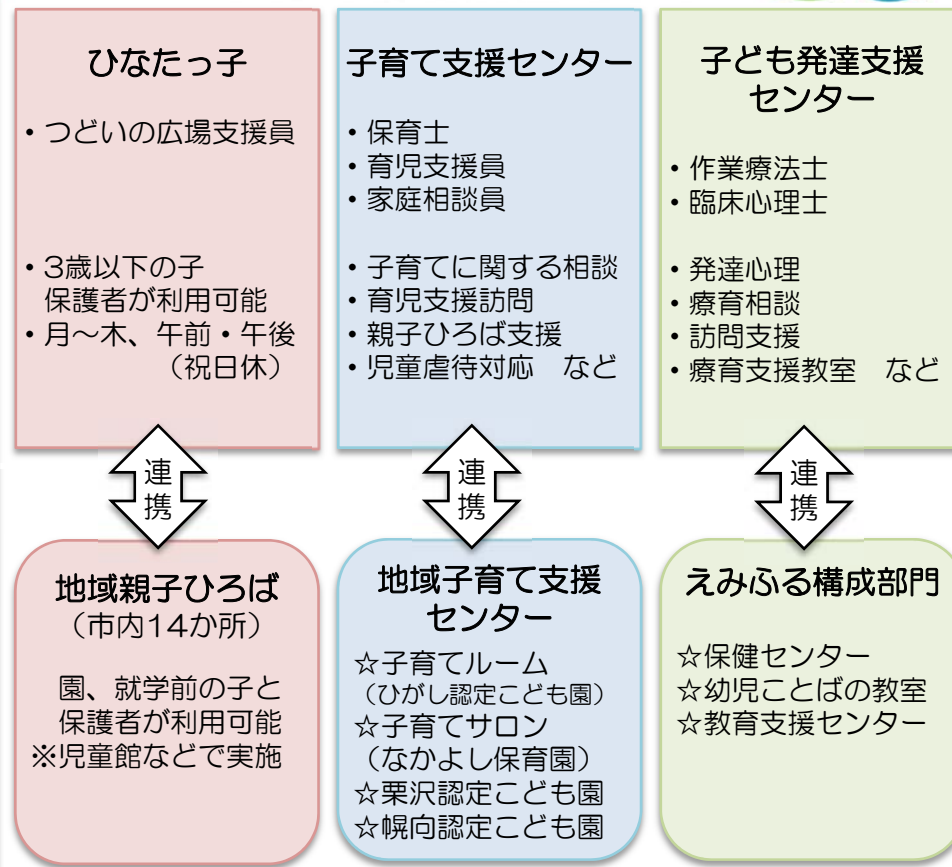 ひなたっ子
・つどいの広場支援員
・3歳以下の子
保護者が利用可能
・月～木、午前・午後
（祝日休）
子育て支援センター
・保育士
・育児支援員
・家庭相談員
・子育てに関する相談
・育児支援訪問
・親子ひろば支援
・児童虐待対応　など
子ども発達支援
センター
・作業療法士
・臨床心理士
・発達心理
・療育相談
・訪問支援
・療育支援教室　など
連
携
連
携
連
携
地域親子ひろば
（市内14か所）
園、就学前の子と
保護者が利用可能
※児童館などで実施
地域子育て支援
センター
☆子育てルーム
（ひがし認定こども園）
☆子育てサロン
（なかよし保育園）
☆栗沢認定こども園
☆幌向認定こども園
えみふる構成部門
☆保健センター
☆幼児ことばの教室
☆教育支援センター